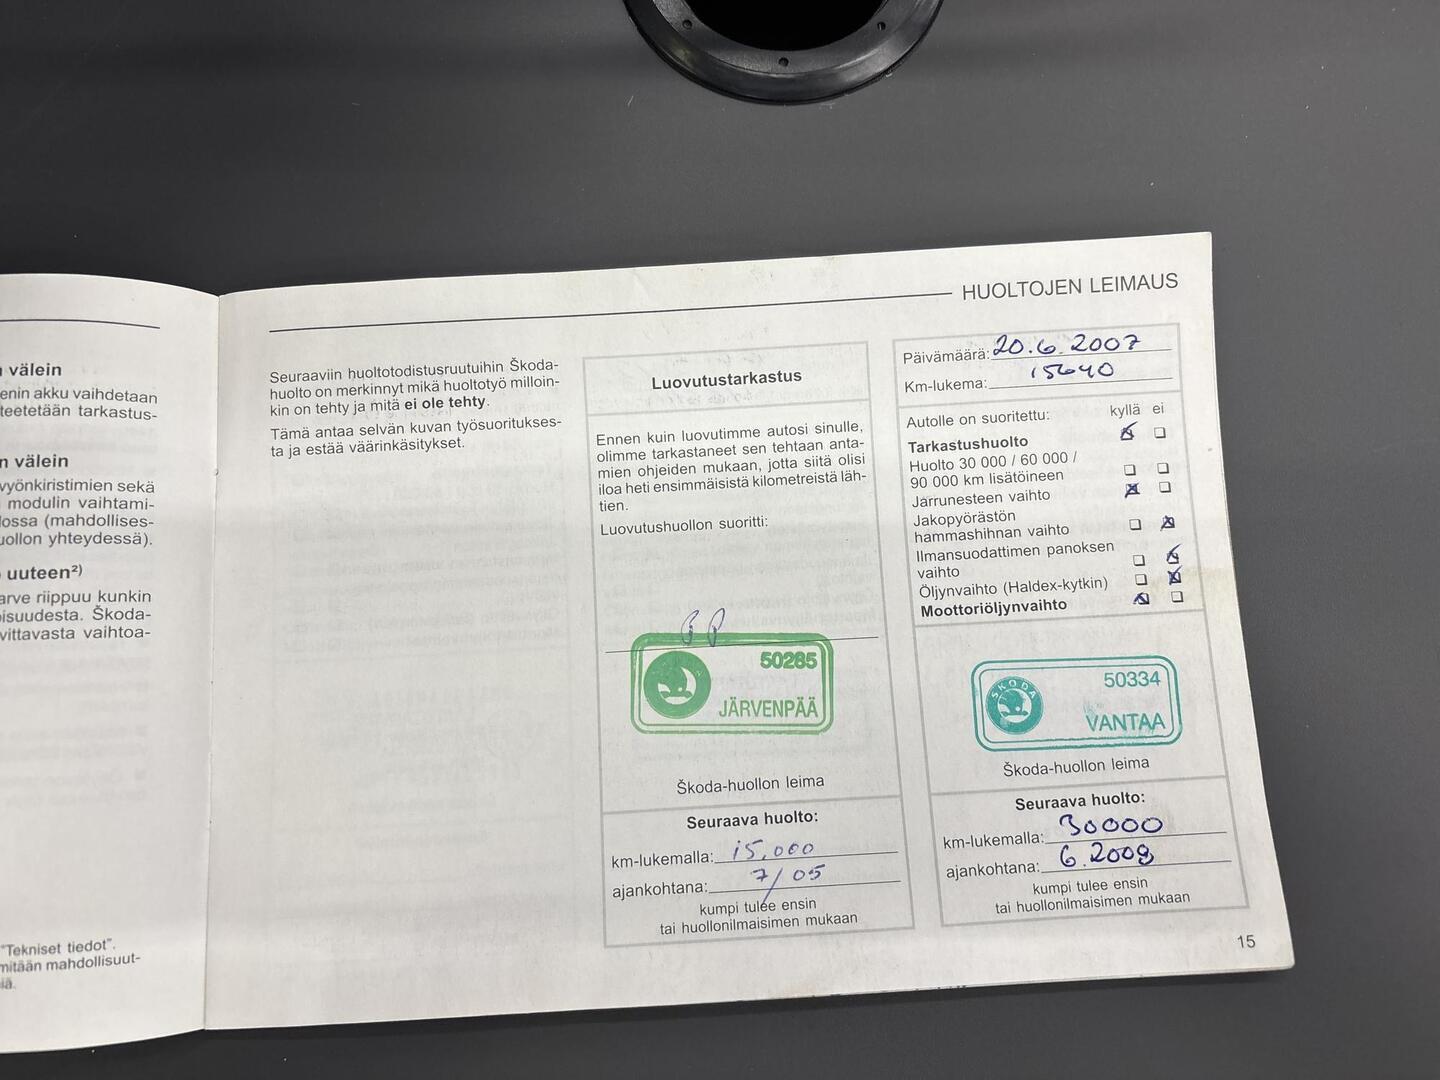 n välein
enin akku vaihdetaan
teetetään tarkastus-
n välein
vyönkiristimien sekä
modulin vaihtami-
lossa (mahdollises-
uollon yhteydessä).
uuteen²⁾
arve riippuu kunkin
isuudesta. Škoda-
vittavasta vaihtoa-
"Tekniset tiedot".
mitään mahdollisuut-
iä.
HUOLTOJEN LEIMAUS
Seuraaviin huoltotodistusruutuihin Škoda-
huolto on merkinnyt mikä huoltotyö milloin-
kin on tehty ja mitä ei ole tehty.
Tämä antaa selvän kuvan työsuoritukses-
ta ja estää väärinkäsitykset.
Luovutustarkastus
Ennen kuin luovutimme autosi sinulle,
olimme tarkastaneet sen tehtaan anta-
mien ohjeiden mukaan, jotta siitä olisi
iloa heti ensimmäisistä kilometreistä läh-
tien.
Luovutushuollon suoritti:
50285
JÄRVENPÄÄ
Škoda-huollon leima
Seuraava huolto:
km-lukemalla: 15,000
ajankohtana: 7/05
kumpi tulee ensin
tai huollonilmaisimen mukaan
Päivämäärä: 20.6.2007
Km-lukema: 15640
Autolle on suoritettu: kyllä ei
Tarkastushuolto
Huolto 30 000 / 60 000 /
90 000 km lisätöineen
Jarrunesteen vaihto
Jakopyörästön
hammashihnan vaihto
Ilmansuodattimen panoksen
vaihto
Öljynvaihto (Haldex-kytkin)
Moottoriöljynvaihto
SKODA
50334
VANTAA
Škoda-huollon leima
Seuraava huolto:
km-lukemalla: 30000
ajankohtana: 6.2008
kumpi tulee ensin
tai huollonilmaisimen mukaan
15